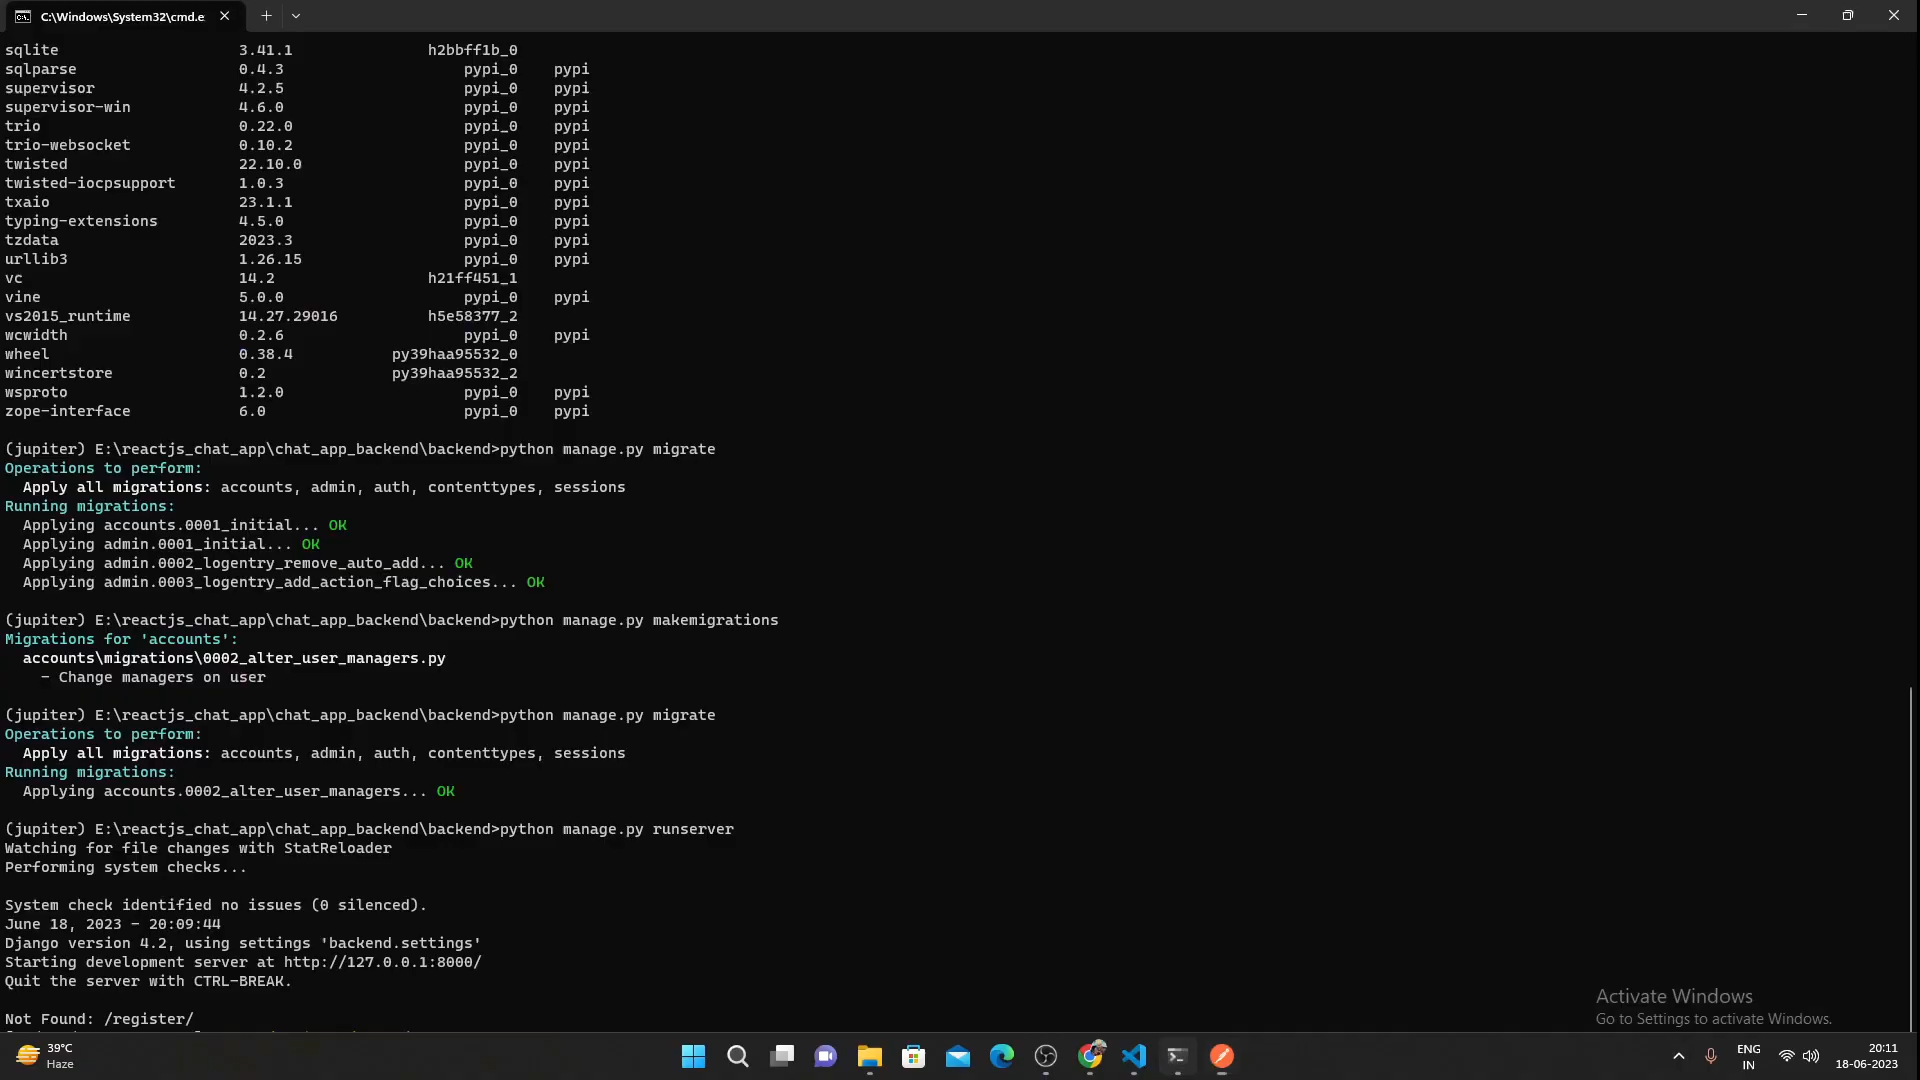 C:\Windows\System32\cmd.e
sqlite 3.41.1 h2bbff1b_0
sqlparse 0.4.3 pypi_0 pypi
supervisor 4.2.5 pypi_0 pypi
supervisor-win 4.6.0 pypi_0 pypi
trio 0.22.0 pypi_0 pypi
trio-websocket 0.10.2 pypi_0 pypi
twisted 22.10.0 pypi_0 pypi
twisted-iocpsupport 1.0.3 pypi_0 pypi
txaio 23.1.1 pypi_0 pypi
typing-extensions 4.5.0 pypi_0 pypi
tzdata 2023.3 pypi_0 pypi
urllib3 1.26.15 pypi_0 pypi
vc 14.2 h21ff451_1
vine 5.0.0 pypi_0 pypi
vs2015_runtime 14.27.29016 h5e58377_2
wcwidth 0.2.6 pypi_0 pypi
wheel 0.38.4 py39haa95532_0
wincertstore 0.2 py39haa95532_2
wsproto 1.2.0 pypi_0 pypi
zope-interface 6.0 pypi_0 pypi
(jupiter) E:\reactjs_chat_app\chat_app_backend\backend>python manage.py migrate
Operations to perform:
Apply all migrations: accounts, admin, auth, contenttypes, sessions
Running migrations:
Applying accounts.0001_initial... OK
Applying admin.0001_initial... OK
Applying admin.0002_logentry_remove_auto_add... OK
Applying admin.0003_logentry_add_action_flag_choices... OK
(jupiter) E:\reactjs_chat_app\chat_app_backend\backend>python manage.py makemigrations
Migrations for 'accounts':
accounts\migrations\0002_alter_user_managers.py
- Change managers on user
(jupiter) E:\reactjs_chat_app\chat_app_backend\backend>python manage.py migrate
Operations to perform:
Apply all migrations: accounts, admin, auth, contenttypes, sessions
Running migrations:
Applying accounts.0002_alter_user_managers... OK
(jupiter) E:\reactjs_chat_app\chat_app_backend\backend>python manage.py runserver
Watching for file changes with StatReloader
Performing system checks...
System check identified no issues (0 silenced).
June 18, 2023 - 20:09:44
Django version 4.2, using settings 'backend.settings'
Starting development server at http://127.0.0.1:8000/
Quit the server with CTRL-BREAK.
Not Found: /register/
Activate Windows
Go to Settings to activate Windows.
39°C
Haze
ENG
IN
20:11
18-06-2023